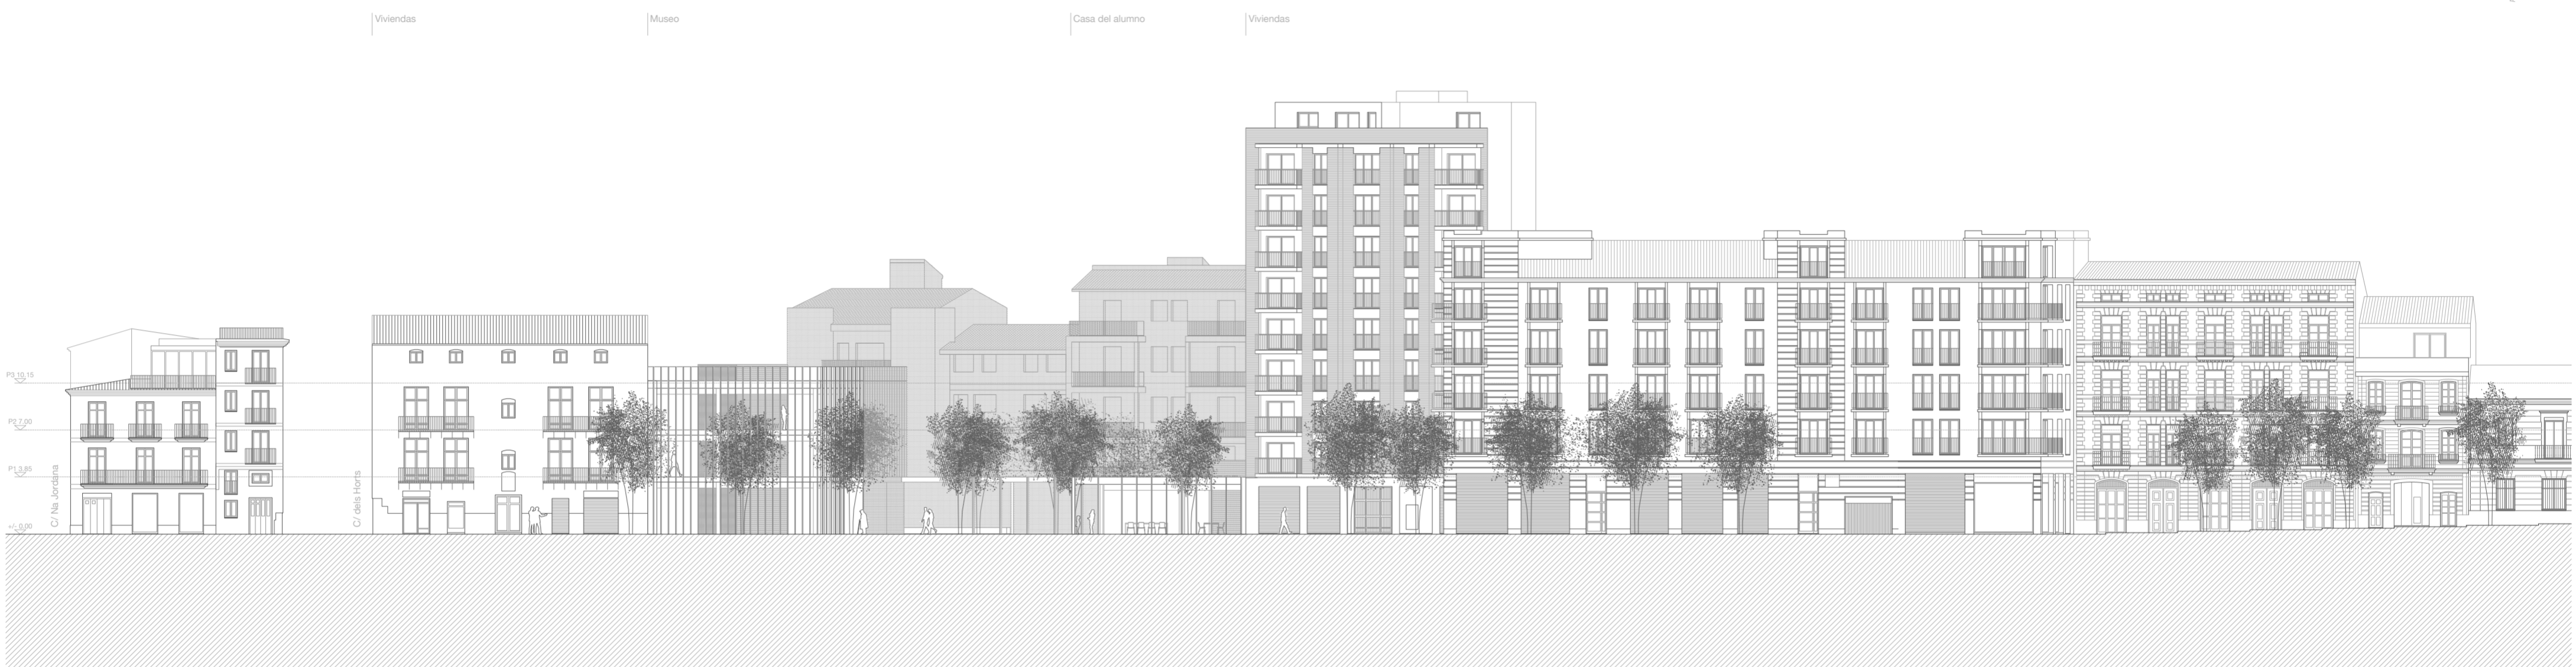 Viviendas
Museo
Casa del alumno
Viviendas
P3 10,15
P2 7,00
P1 3,85
+/- 0,00
C/ Na Jordana
C/ dels Horts